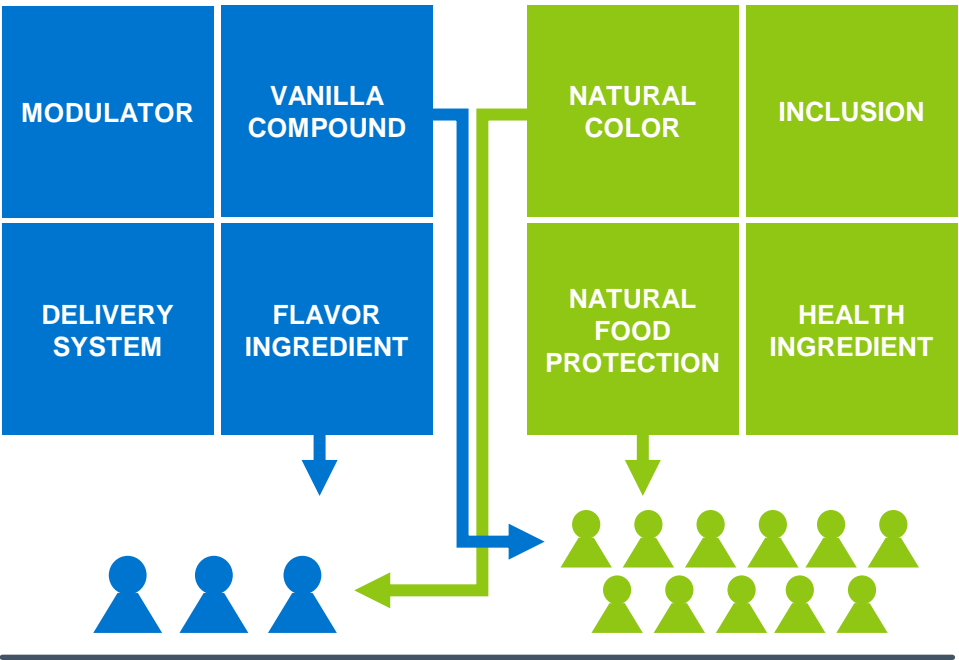 MODULATOR
VANILLA
COMPOUND
NATURAL
COLOR
INCLUSION
DELIVERY
SYSTEM
FLAVOR
INGREDIENT
NATURAL
FOOD
PROTECTION
HEALTH
INGREDIENT